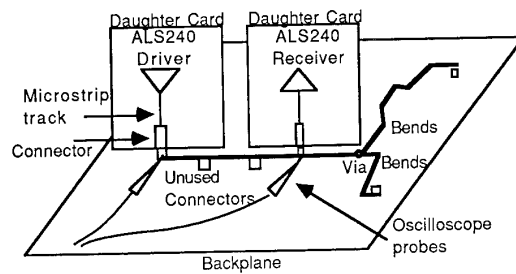 Daughter Card
ALS240
Driver
Daughter Card
ALS240
Receiver
Microstrip
track
Connector
Unused
Connectors
Bends
Via
Bends
Oscilloscope
probes
Backplane